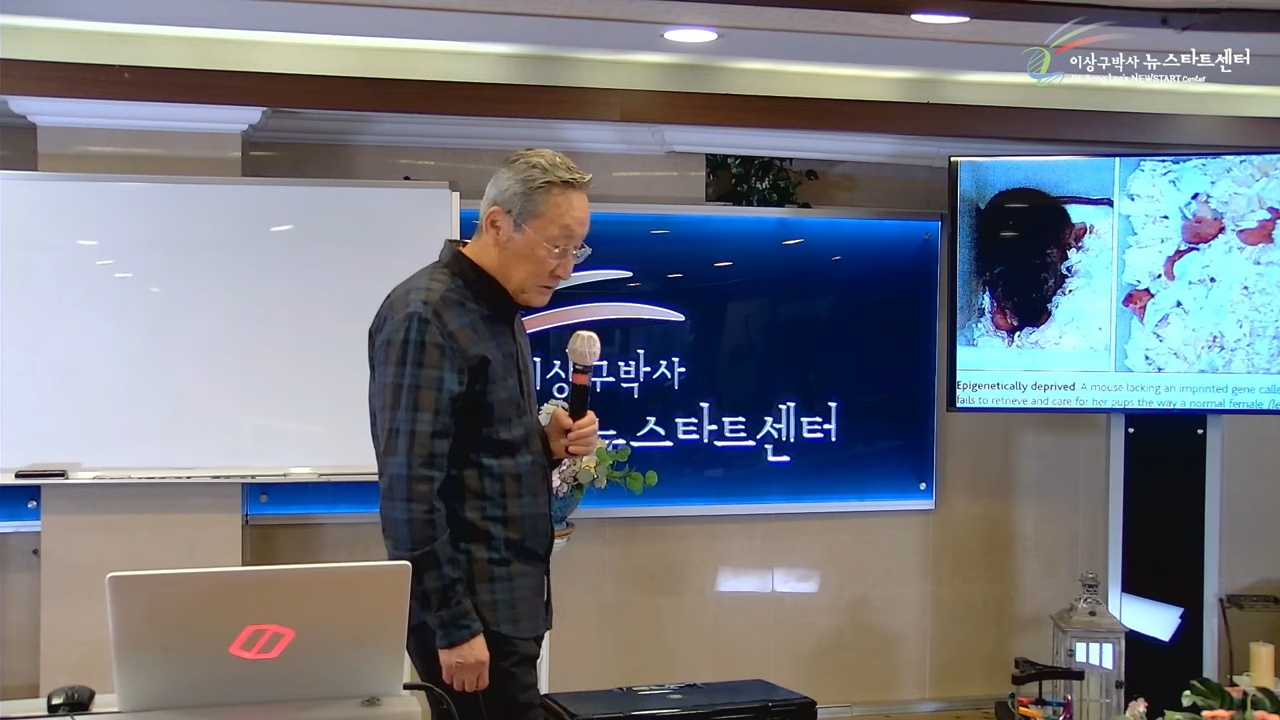 이상구박사 뉴스타트센터
Dr. Sang Lee's NEWSTART Center
이상구박사
뉴스타트센터
Epigenetically deprived. A mouse lacking an imprinted gene calle
fails to retrieve and care for her pups the way a normal female /le